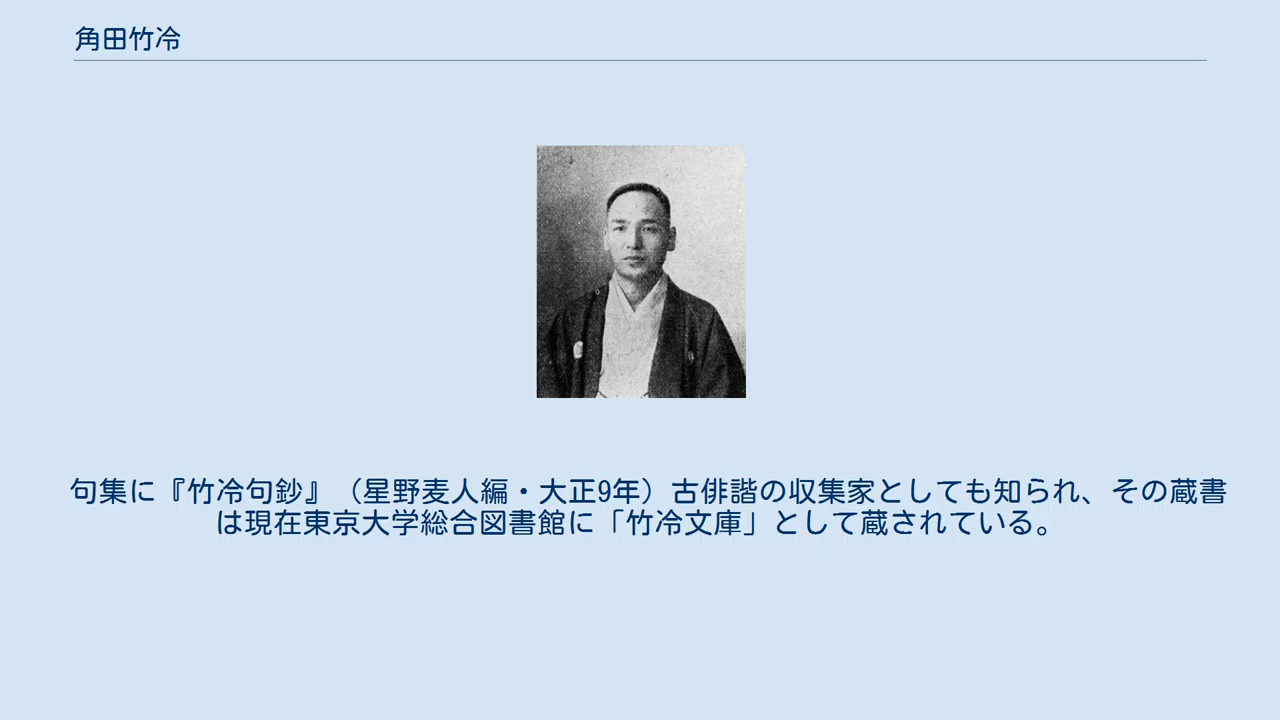 角田竹冷
句集に『竹冷句鈔』（星野麦人編・大正9年）古俳諧の収集家としても知られ、その蔵書
は現在東京大学総合図書館に「竹冷文庫」として蔵されている。